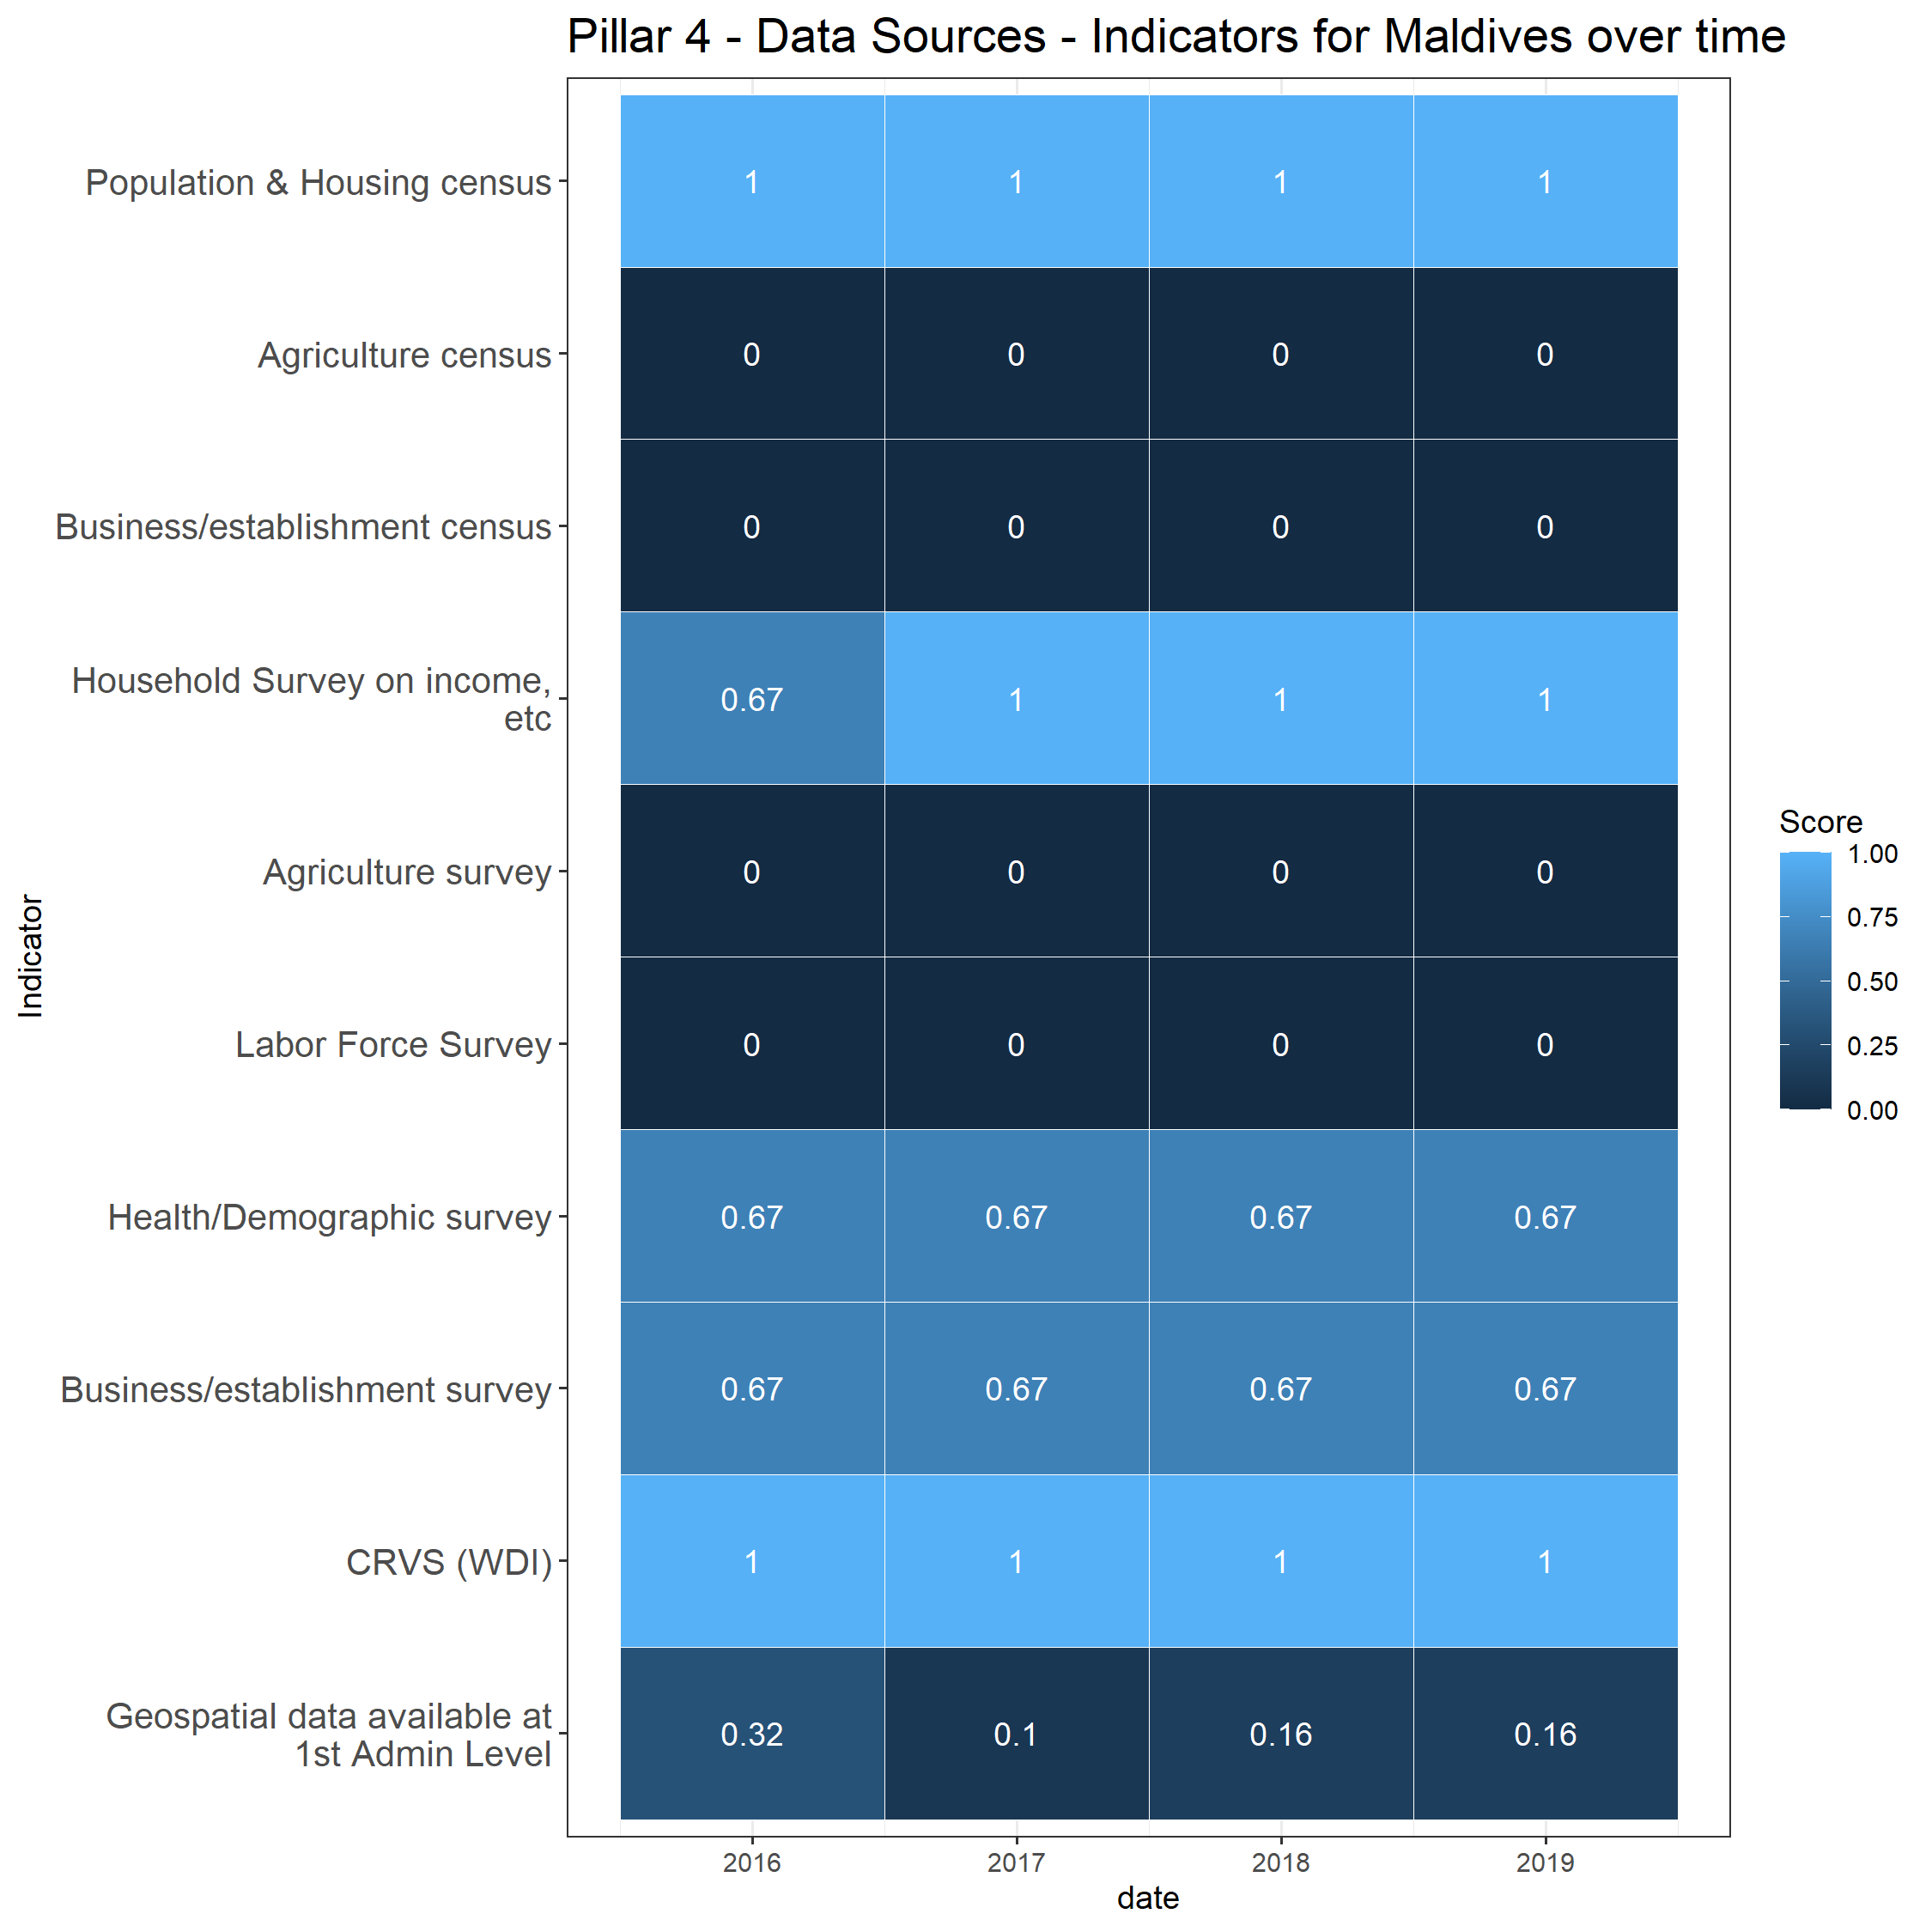 Pillar 4 - Data Sources - Indicators for Maldives over time
Population & Housing census
1 1 1 1
Agriculture census
0 0 0 0
Business/establishment census
0 0 0 0
Household Survey on income,
etc
0.67 1 1 1
Agriculture survey
0 0 0 0
Labor Force Survey
0 0 0 0
Health/Demographic survey
0.67 0.67 0.67 0.67
Business/establishment survey
0.67 0.67 0.67 0.67
CRVS (WDI)
1 1 1 1
Geospatial data available at
1st Admin Level
0.32 0.1 0.16 0.16
2016 2017 2018 2019
date
Indicator
Score
1.00
0.75
0.50
0.25
0.00